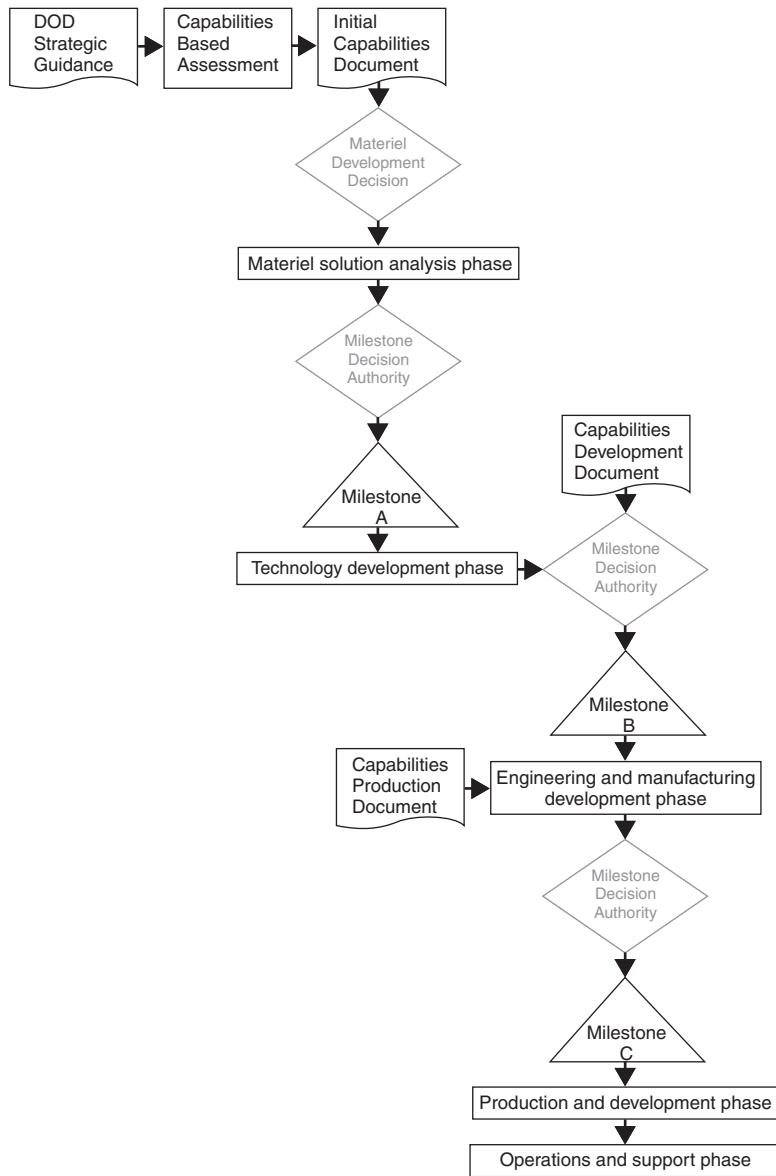 DOD
Strategic
Guidance
Capabilities
Based
Assessment
Initial
Capabilities
Document
Materiel
Development
Decision
Materiel solution analysis phase
Milestone
Decision
Authority
Milestone
A
Technology development phase
Capabilities
Development
Document
Milestone
Decision
Authority
Milestone
B
Capabilities
Production
Document
Engineering and manufacturing
development phase
Milestone
Decision
Authority
Milestone
C
Production and development phase
Operations and support phase